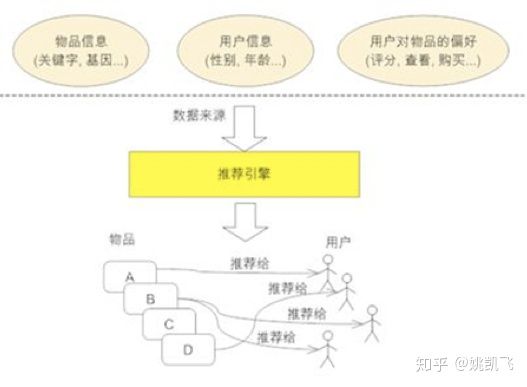 物品信息
(关键字, 基因...)
用户信息
(性别, 年龄...)
用户对物品的偏好
(评分, 查看, 购买...)
数据来源
推荐引擎
物品
用户
A
推荐给
B
推荐给
C
推荐给
D
推荐给
知乎 @姚凯飞